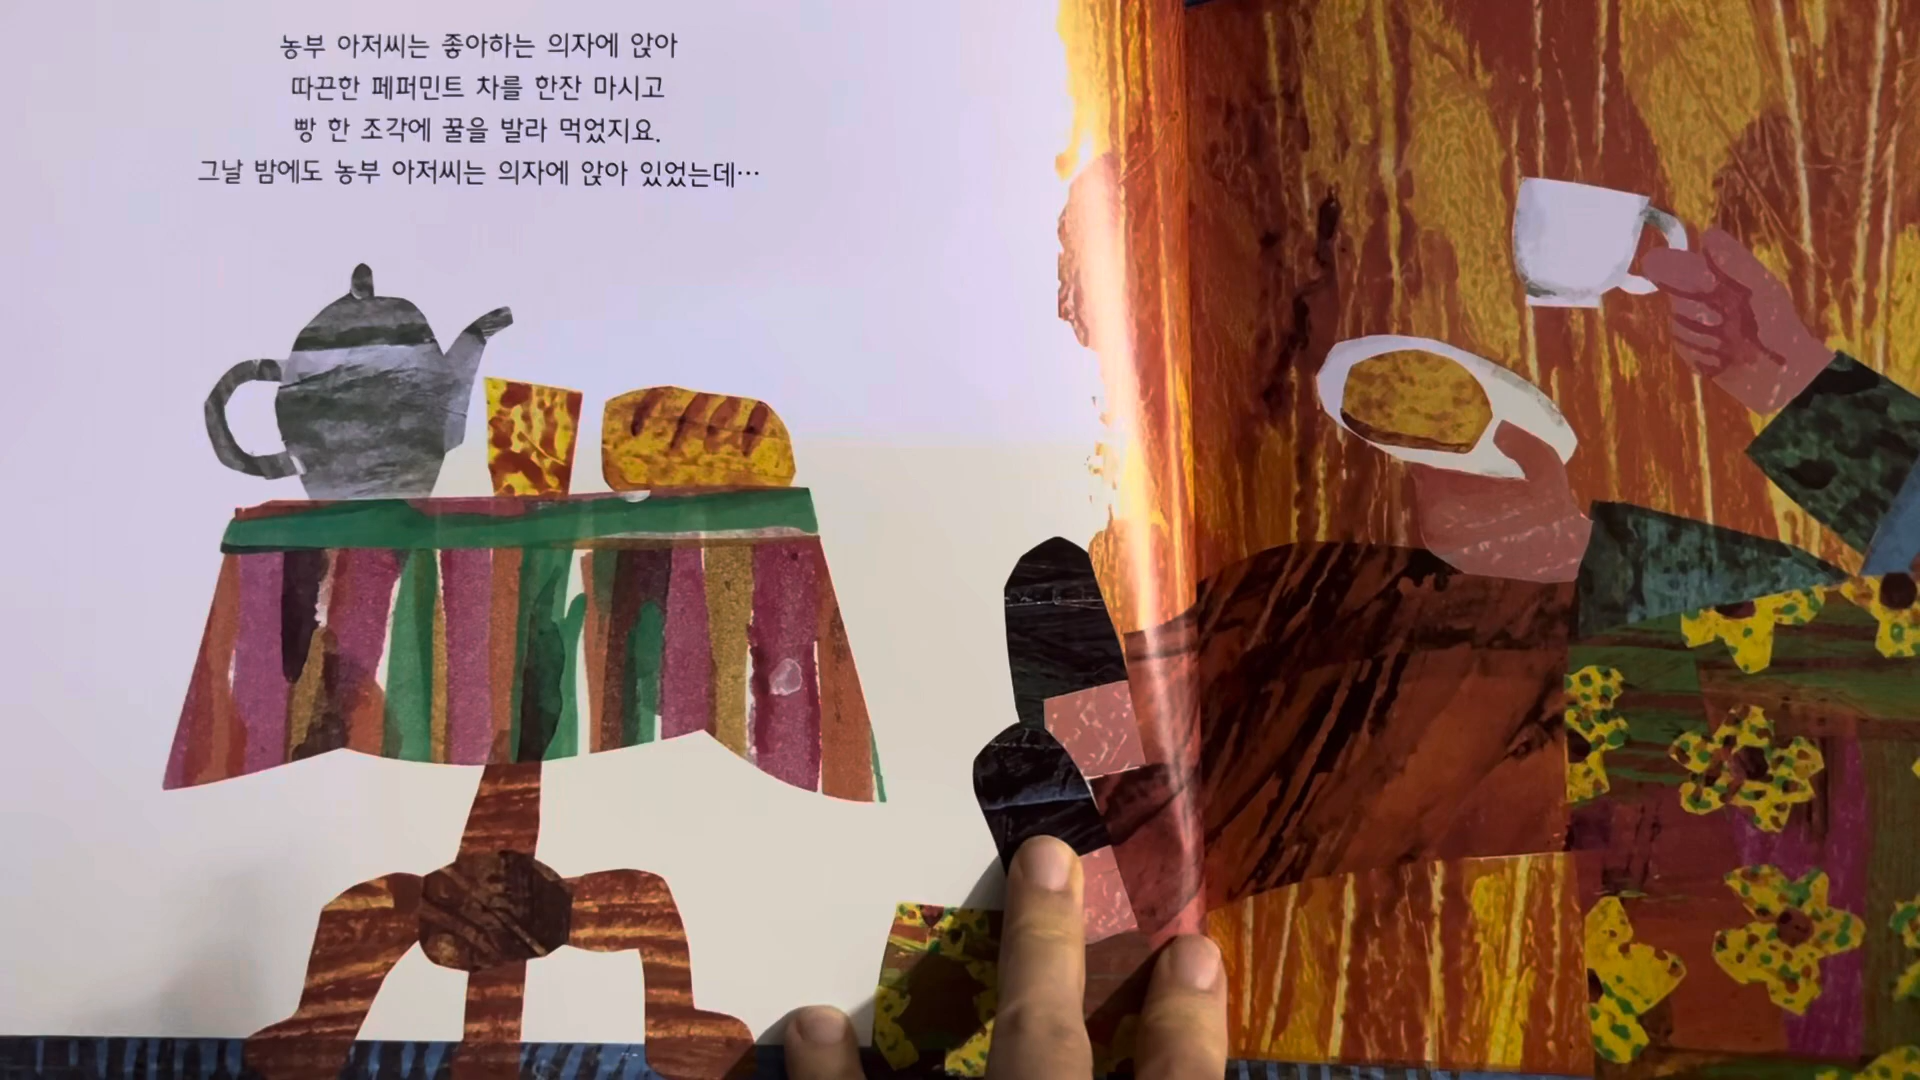 농부 아저씨는 좋아하는 의자에 앉아
따끈한 페퍼민트 차를 한잔 마시고
빵 한 조각에 꿀을 발라 먹었지요.
그날 밤에도 농부 아저씨는 의자에 앉아 있었는데…